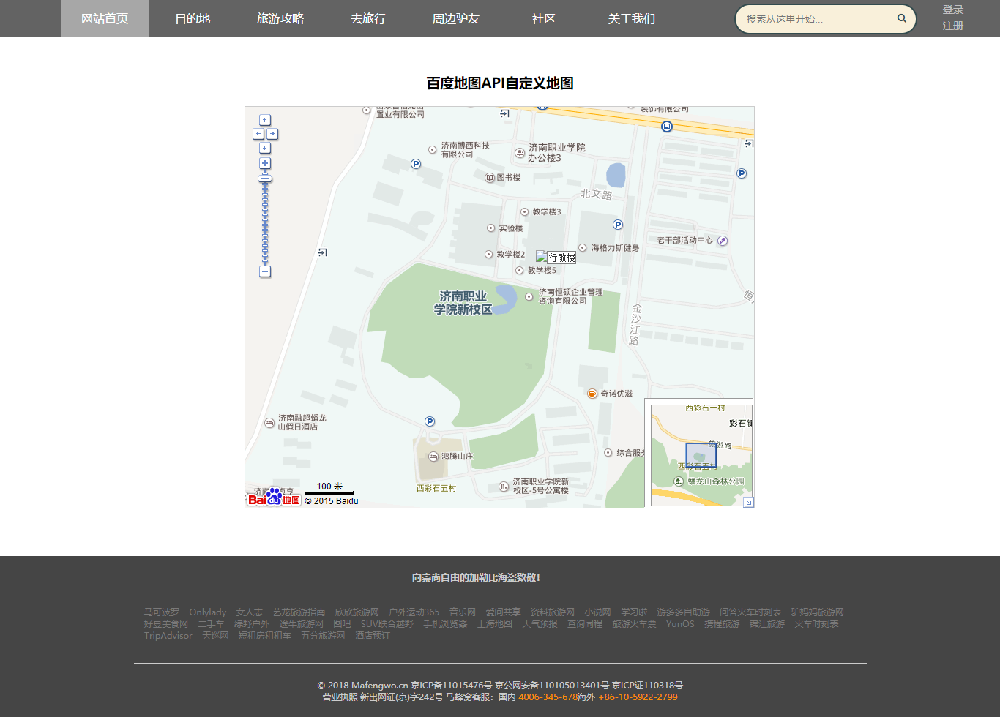 网站首页 目的地 旅游攻略 去旅行 周边驴友 社区 关于我们
搜索从这里开始...
登录
注册
百度地图API自定义地图
置业有限公司
装饰有限公司
济南博西科技
有限公司
济南职业学院
办公楼3
图书楼
北文路
教学楼3
实验楼
海格力斯健身
老干部活动中心
教学楼2
行敏楼
教学楼5
济南职业
学院新校区
济南恒硕企业管理
咨询有限公司
恒
金沙江路
奇诺优滋
济南融超蟠龙
山假日酒店
鸿腾山庄
综合服务
西彩石五村
济南职业学院新
校区-5号公寓楼
西彩石一村
彩石镇
旅游路
西彩石五村
蟠龙山森林公园
100 米
Baidu地图
© 2015 Baidu
向崇尚自由的加勒比海盗致敬！
马可波罗 Onlylady 女人志 艺龙旅游指南 欣欣旅游网 户外运动365 音乐网 爱问共享 资料旅游网 小说网 学习啦 游多多自助游 问答火车时刻表 驴妈妈旅游网
好豆美食网 二手车 绿野户外 途牛旅游网 图吧 SUV联合越野 手机浏览器 上海地图 天气预报 查询同程 旅游火车票 YunOS 携程旅游 锦江旅游 火车时刻表
TripAdvisor 天巡网 短租房租租车 五分旅游网 酒店预订
© 2018 Mafengwo.cn 京ICP备11015476号 京公网安备110105013401号 京ICP证110318号
营业执照 新出网证(京)字242号 马蜂窝客服：国内 4006-345-678海外 +86-10-5922-2799